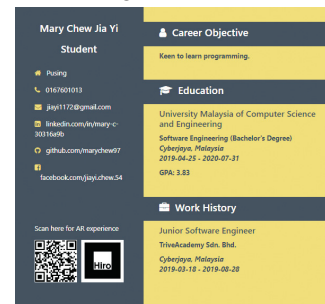 Mary Chew Jia Yi
Student
Pusing
0167601013
jiayi1172@gmail.com
linkedin.com/in/mary-c-
30316a9b
github.com/marychew97
facebook.com/jiayi.chew.54
Scan here for AR experience
Hiro
Career Objective
Keen to learn programming.
Education
University Malaysia of Computer Science
and Engineering
Software Engineering (Bachelor's Degree)
Cyberjaya, Malaysia
2019-04-25 - 2020-07-31
GPA: 3.83
Work History
Junior Software Engineer
TriveAcademy Sdn. Bhd.
Cyberjaya, Malaysia
2019-03-18 - 2019-08-28